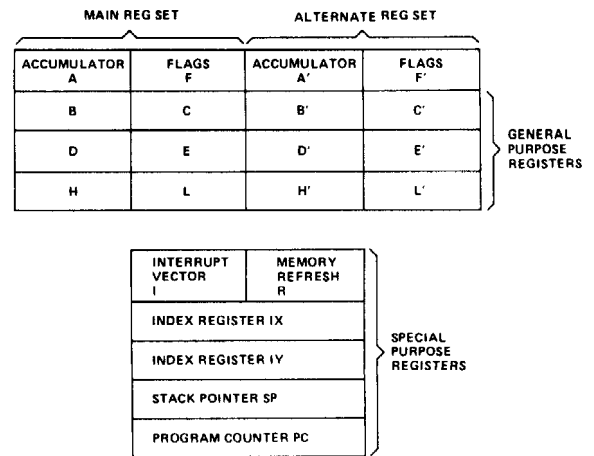 MAIN REG SET
ALTERNATE REG SET
ACCUMULATOR
A
FLAGS
F
ACCUMULATOR
A'
FLAGS
F'
B
C
B'
C'
D
E
D'
E'
H
L
H'
L'
GENERAL
PURPOSE
REGISTERS
INTERRUPT
VECTOR
I
MEMORY
REFRESH
R
INDEX REGISTER IX
INDEX REGISTER IY
STACK POINTER SP
PROGRAM COUNTER PC
SPECIAL
PURPOSE
REGISTERS